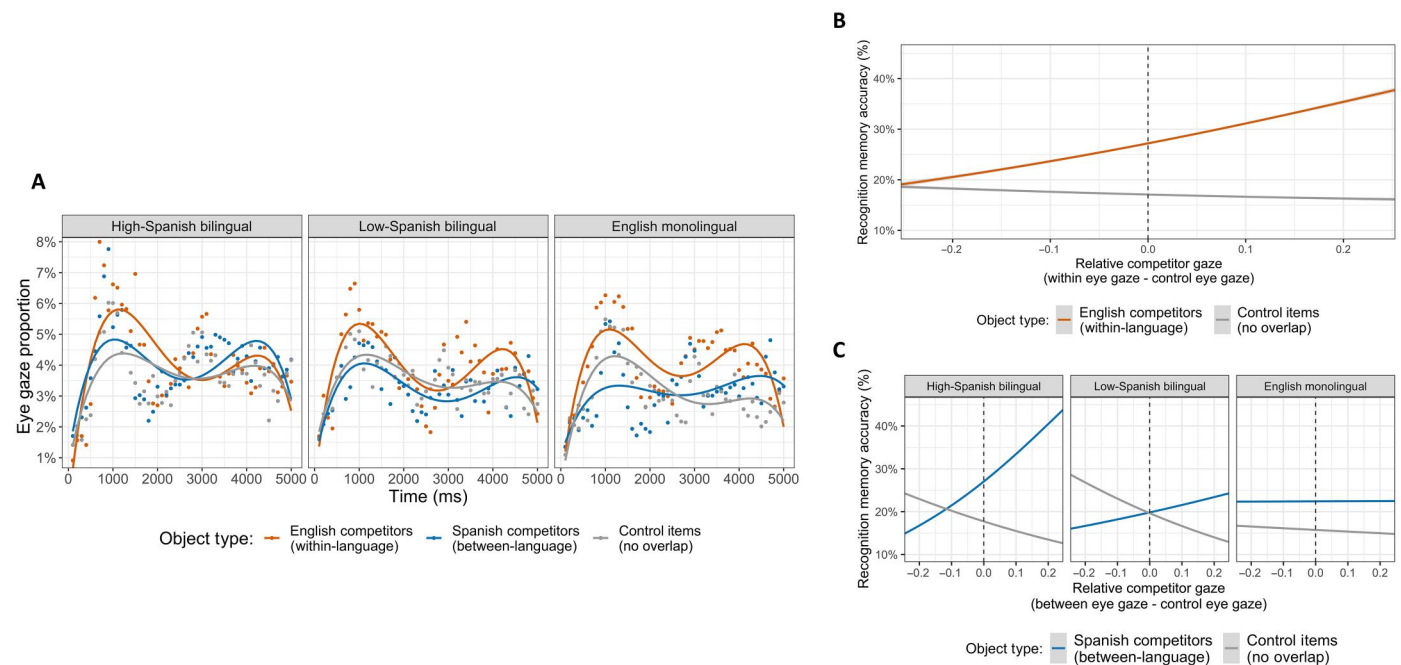 A
High-Spanish bilingual
Low-Spanish bilingual
English monolingual
Eye gaze proportion
8%
7%
6%
5%
4%
3%
2%
1%
0 1000 2000 3000 4000 5000
0 1000 2000 3000 4000 5000
0 1000 2000 3000 4000 5000
Time (ms)
Object type:
English competitors
(within-language)
Spanish competitors
(between-language)
Control items
(no overlap)
B
Recognition memory accuracy (%)
40%
30%
20%
10%
−0.2 −0.1 0.0 0.1 0.2
Relative competitor gaze
(within eye gaze - control eye gaze)
Object type:
English competitors
(within-language)
Control items
(no overlap)
C
High-Spanish bilingual
Low-Spanish bilingual
English monolingual
Recognition memory accuracy (%)
40%
30%
20%
10%
−0.2 −0.1 0.0 0.1 0.2
−0.2 −0.1 0.0 0.1 0.2
−0.2 −0.1 0.0 0.1 0.2
Relative competitor gaze
(between eye gaze - control eye gaze)
Object type:
Spanish competitors
(between-language)
Control items
(no overlap)